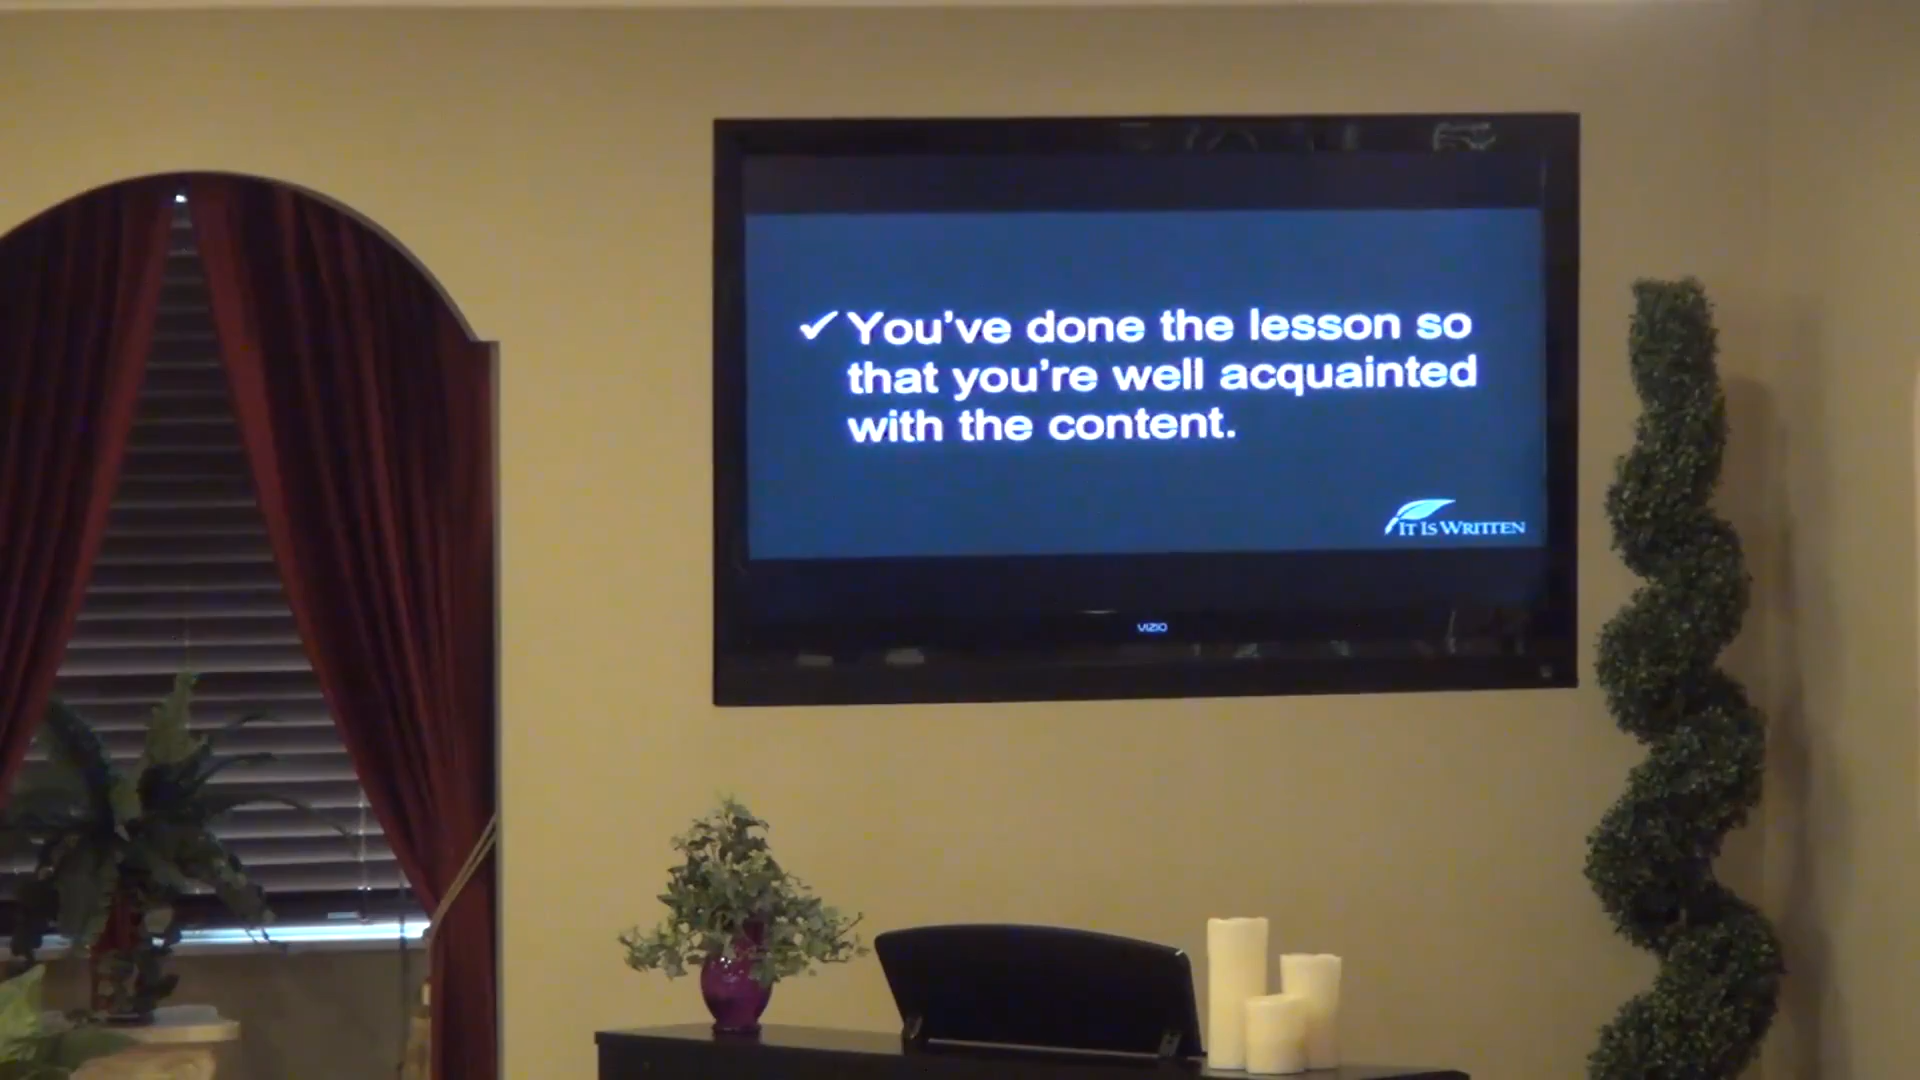 ✓ You've done the lesson so
that you're well acquainted
with the content.
IT IS WRITTEN
VIZIO